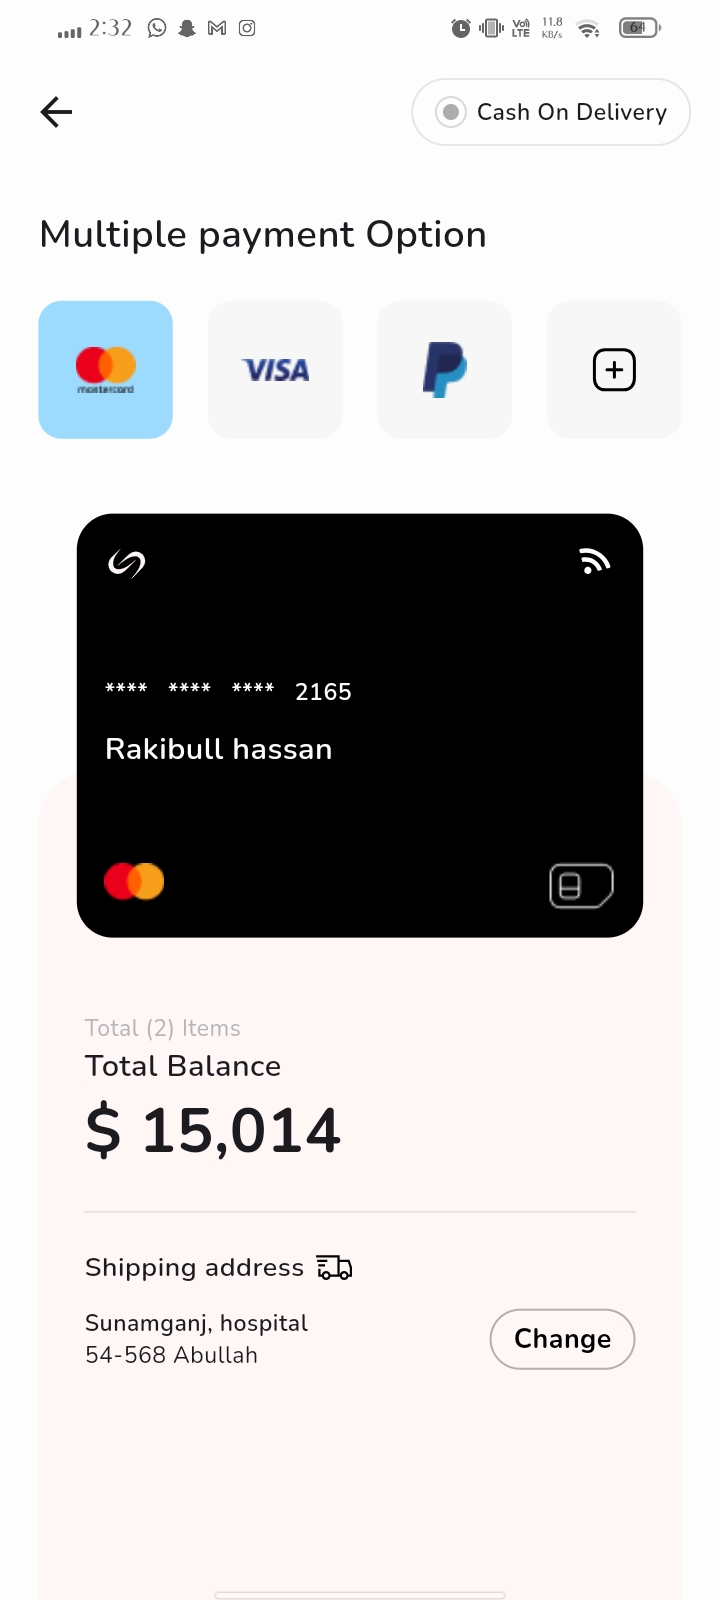 2:32 Vo) LTE 11.8 KB/s 64
Cash On Delivery
Multiple payment Option
mastercard VISA
**** **** **** 2165
Rakibull hassan
Total (2) Items
Total Balance
$ 15,014
Shipping address
Sunamganj, hospital
54-568 Abullah
Change